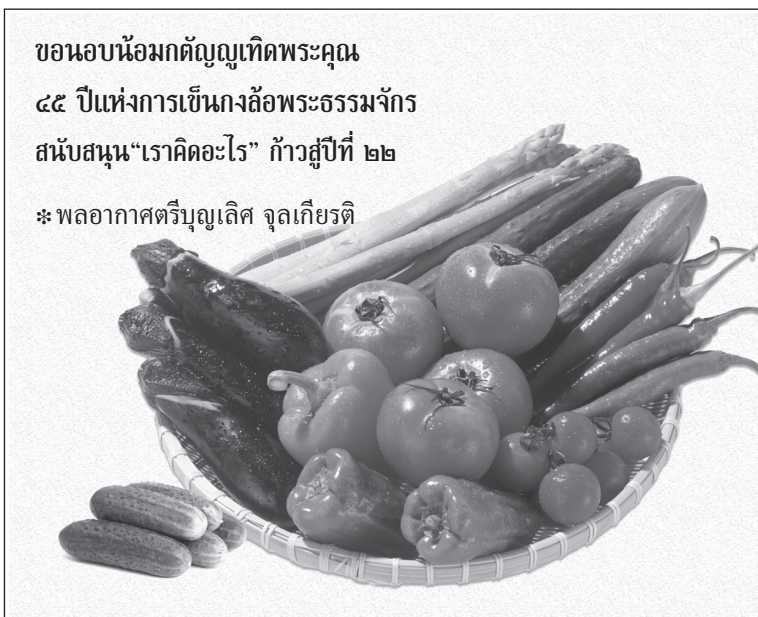 ขอนอบน้อมกตัญญูเทิดพระคุณ
๔๕ ปีแห่งการเข็นกงล้อพระธรรมจักร
สนับสนุน“เราคิดอะไร” ก้าวสู่ปีที่ ๒๒
* พลอากาศตรีบุญเลิศ จุลเกียรติ